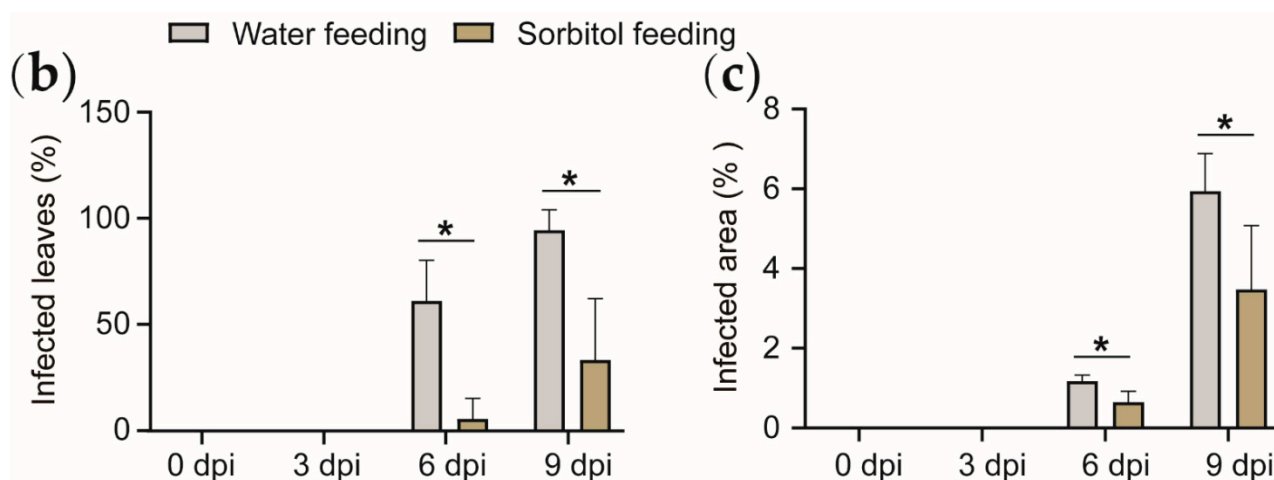 Water feeding Sorbitol feeding
(b)
Infected leaves (%)
150
100
50
0
* *
0 dpi 3 dpi 6 dpi 9 dpi
(c)
Infected area (% )
8
6
4
2
0
* *
0 dpi 3 dpi 6 dpi 9 dpi